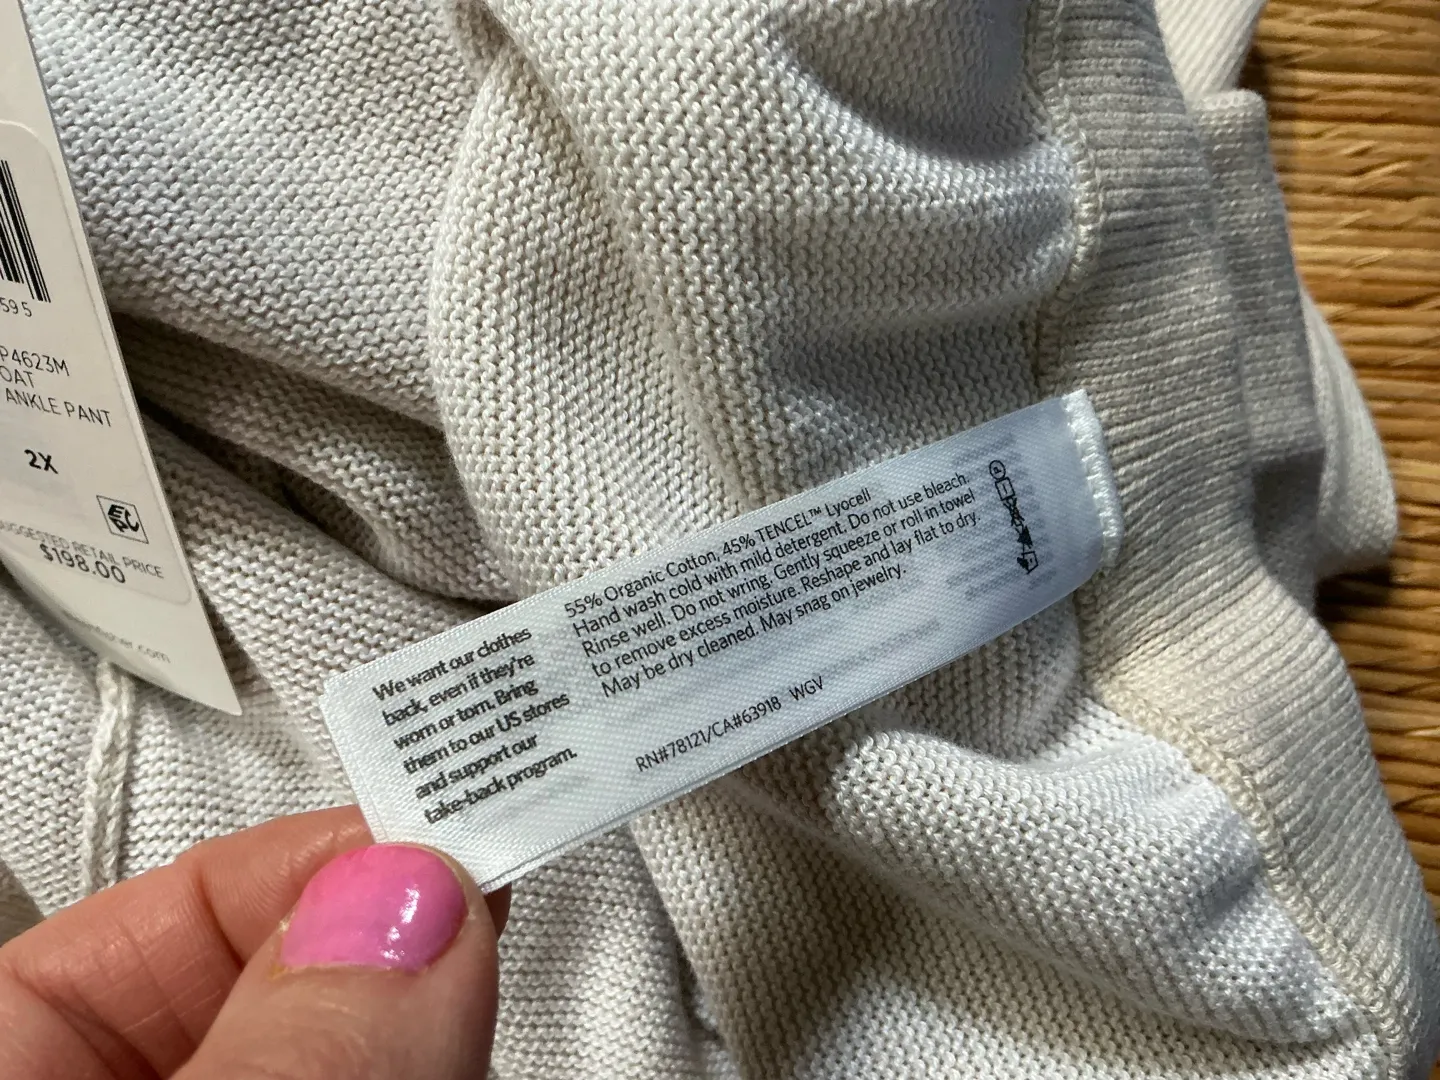 59 5
P4623M
OAT
ANKLE PANT
2X
SUGGESTED RETAIL PRICE
$198.00
.com
We want our clothes
back, even if they're
worn or torn. Bring
them to our US stores
and support our
take-back program.
55% Organic Cotton, 45% TENCEL™ Lyocell
Hand wash cold with mild detergent. Do not use bleach.
Rinse well. Do not wring. Gently squeeze or roll in towel
to remove excess moisture. Reshape and lay flat to dry.
May be dry cleaned. May snag on jewelry.
RN#78121/CA#63918 WGV